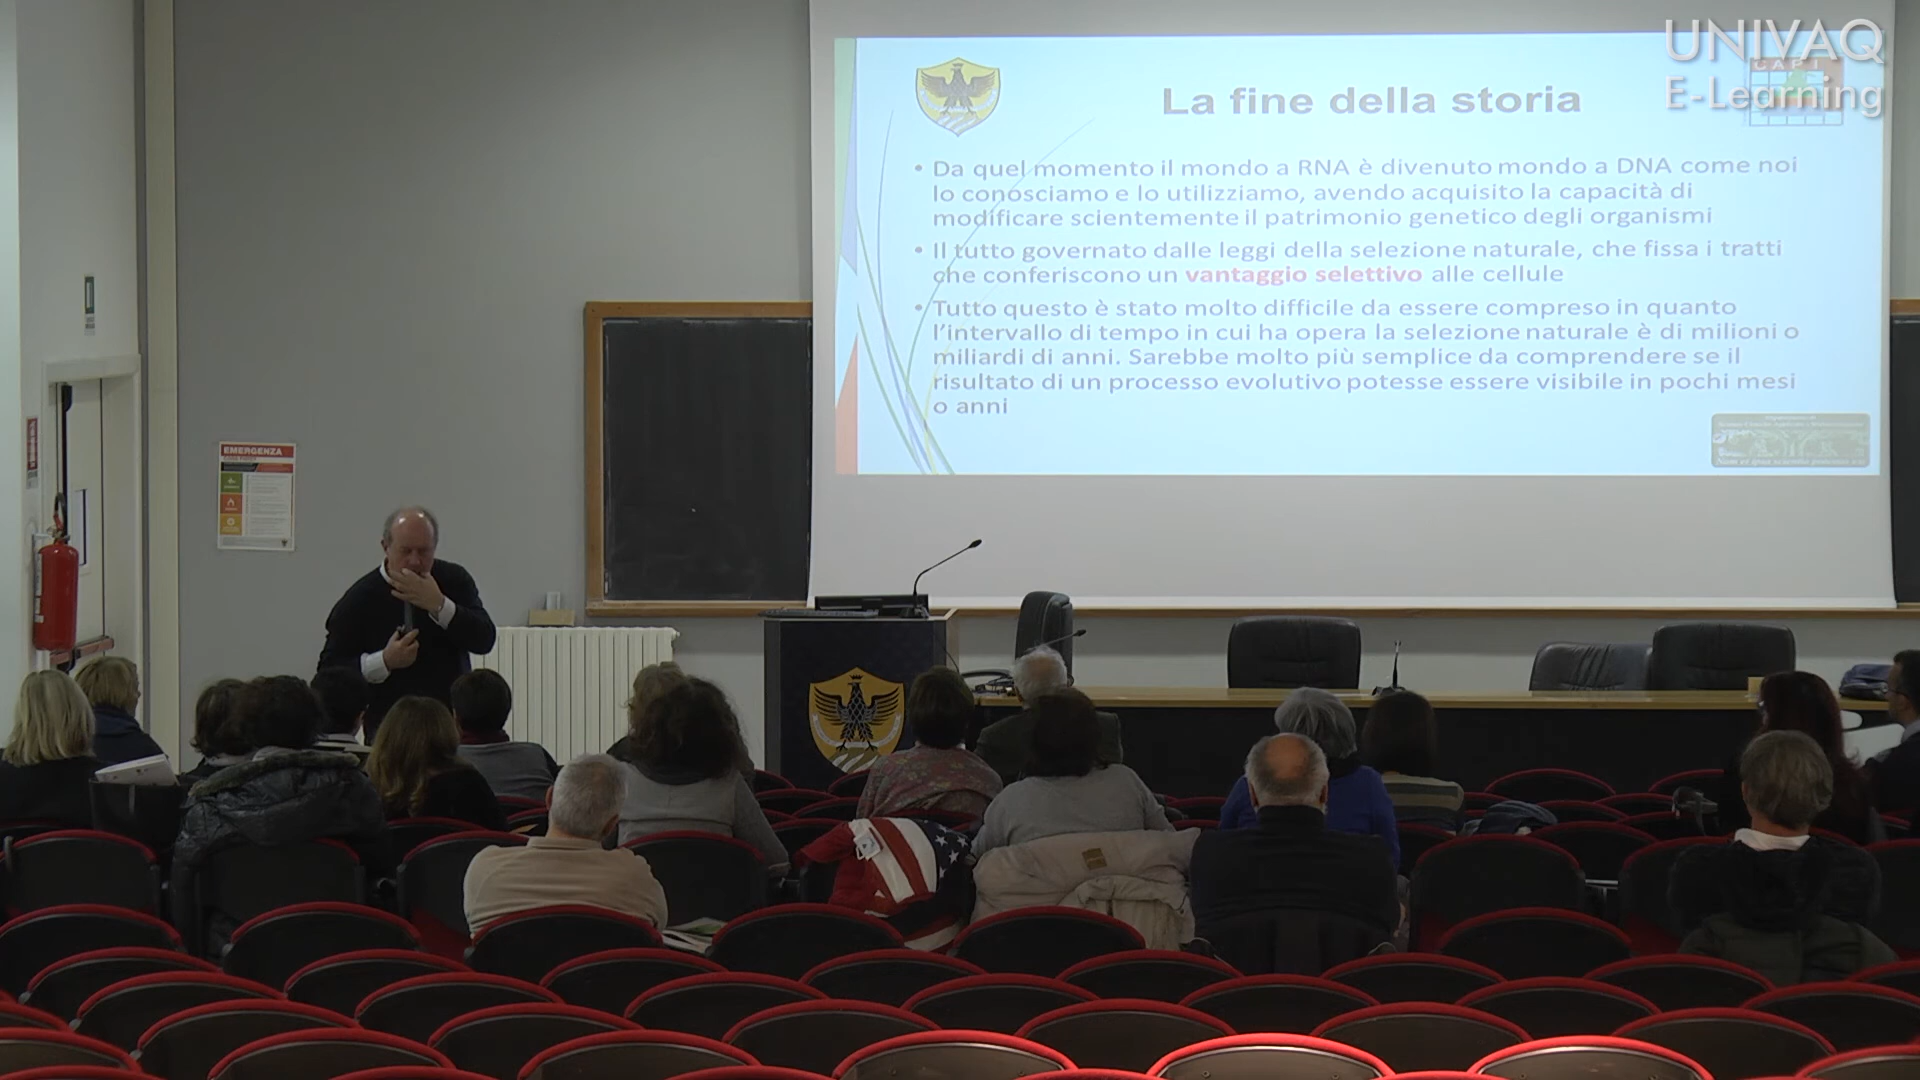 UNIVAQ
E-Learning
La fine della storia
• Da quel momento il mondo a RNA è divenuto mondo a DNA come noi
lo conosciamo e lo utilizziamo, avendo acquisito la capacità di
modificare scientemente il patrimonio genetico degli organismi
• Il tutto governato dalle leggi della selezione naturale, che fissa i tratti
che conferiscono un vantaggio selettivo alle cellule
• Tutto questo è stato molto difficile da essere compreso in quanto
l'intervallo di tempo in cui ha opera la selezione naturale è di milioni o
miliardi di anni. Sarebbe molto più semplice da comprendere se il
risultato di un processo evolutivo potesse essere visibile in pochi mesi
o anni
EMERGENZA